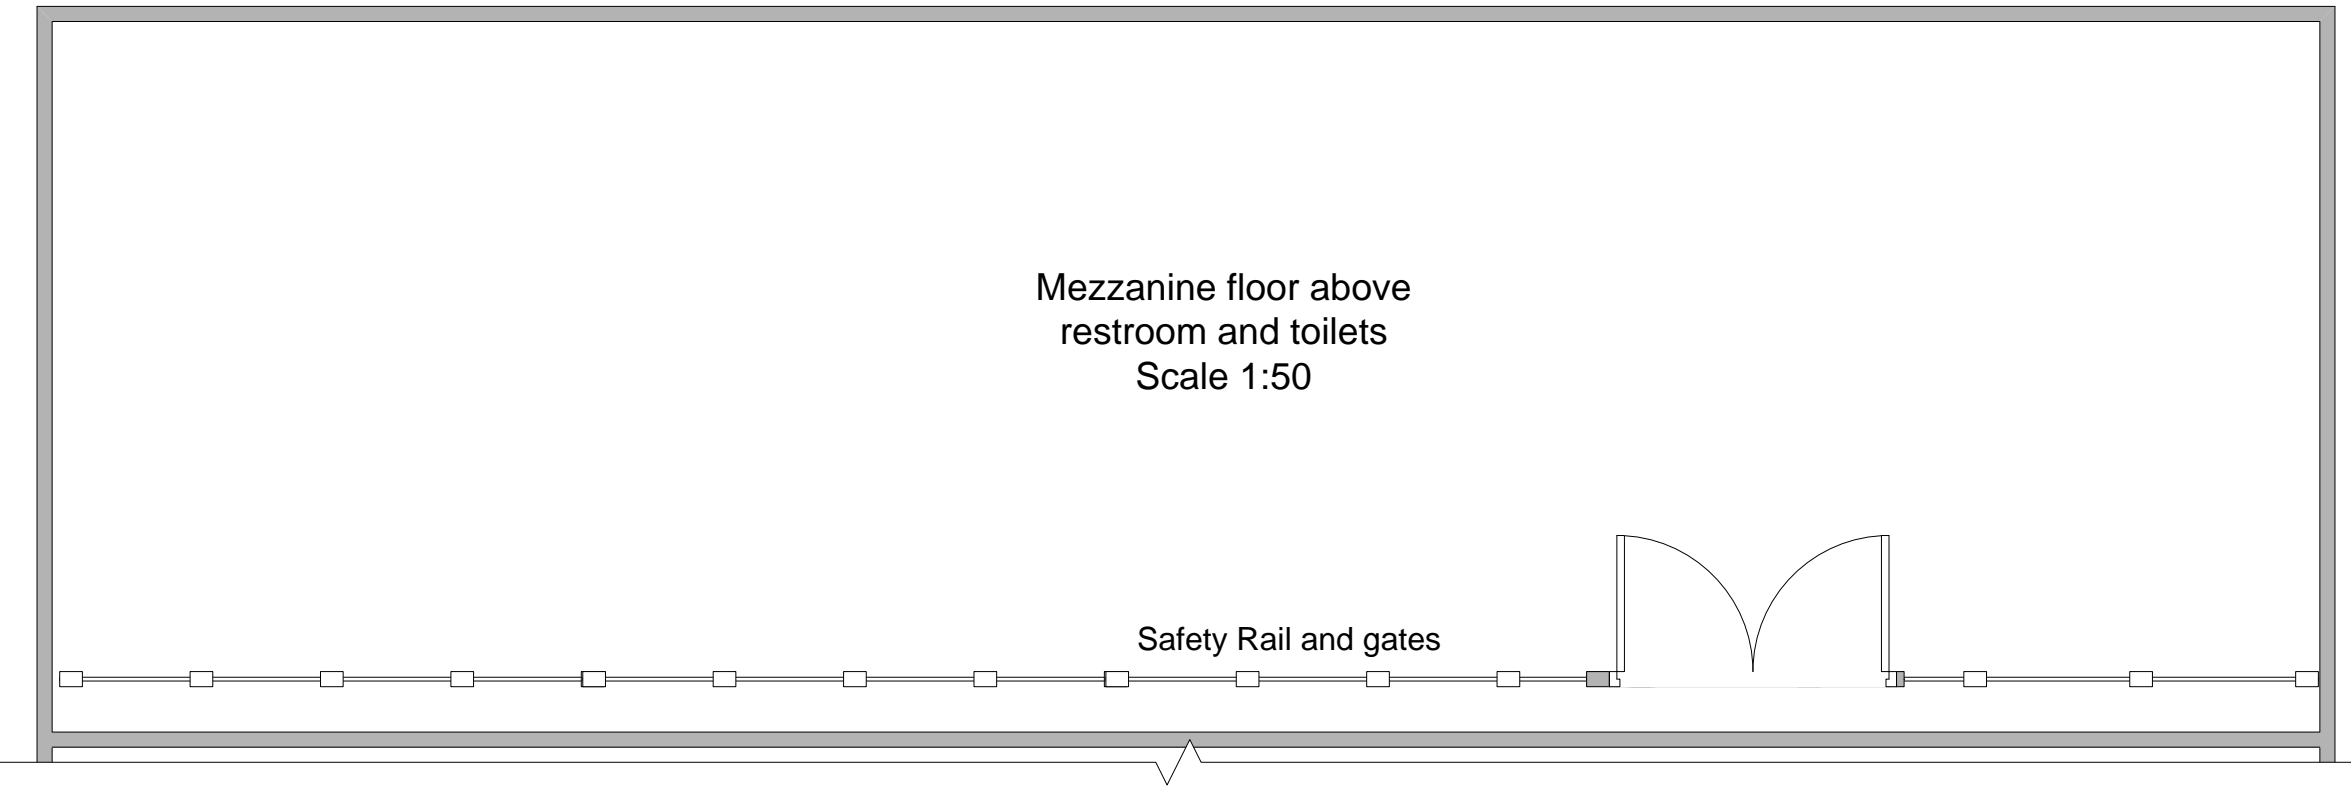 Mezzanine floor above
restroom and toilets
Scale 1:50
Safety Rail and gates